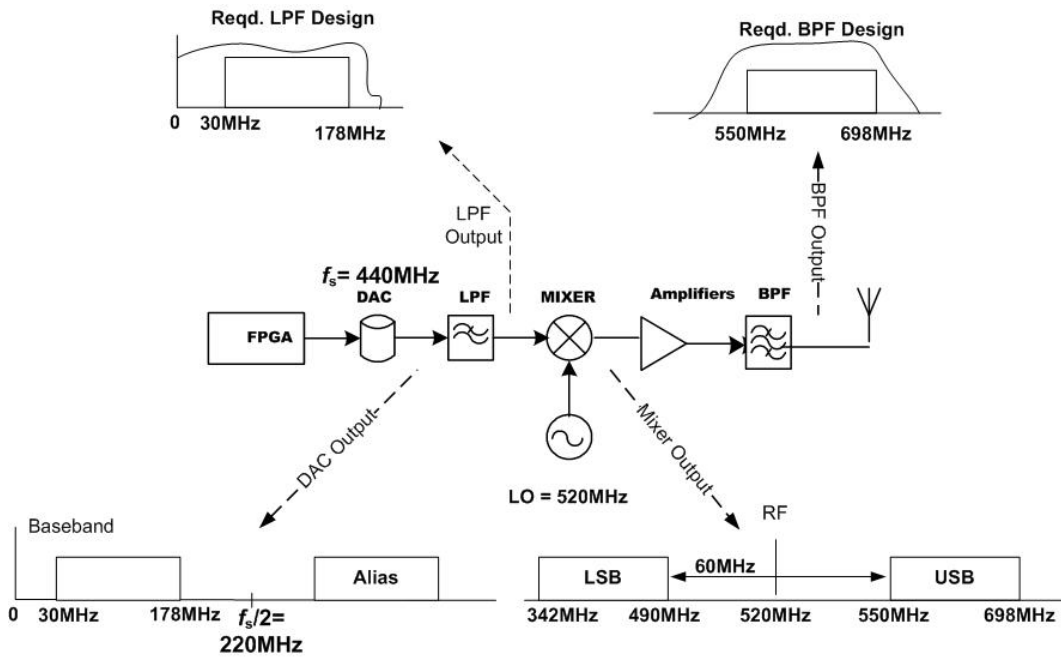 Reqd. LPF Design
0
30MHz
178MHz
Reqd. BPF Design
550MHz
698MHz
LPF
Output
BPF Output
fs= 440MHz
DAC
LPF
MIXER
Amplifiers
BPF
FPGA
DAC Output
Mixer Output
LO = 520MHz
Baseband
Alias
0
30MHz
178MHz
fs/2=
220MHz
RF
LSB
60MHz
USB
342MHz
490MHz
520MHz
550MHz
698MHz